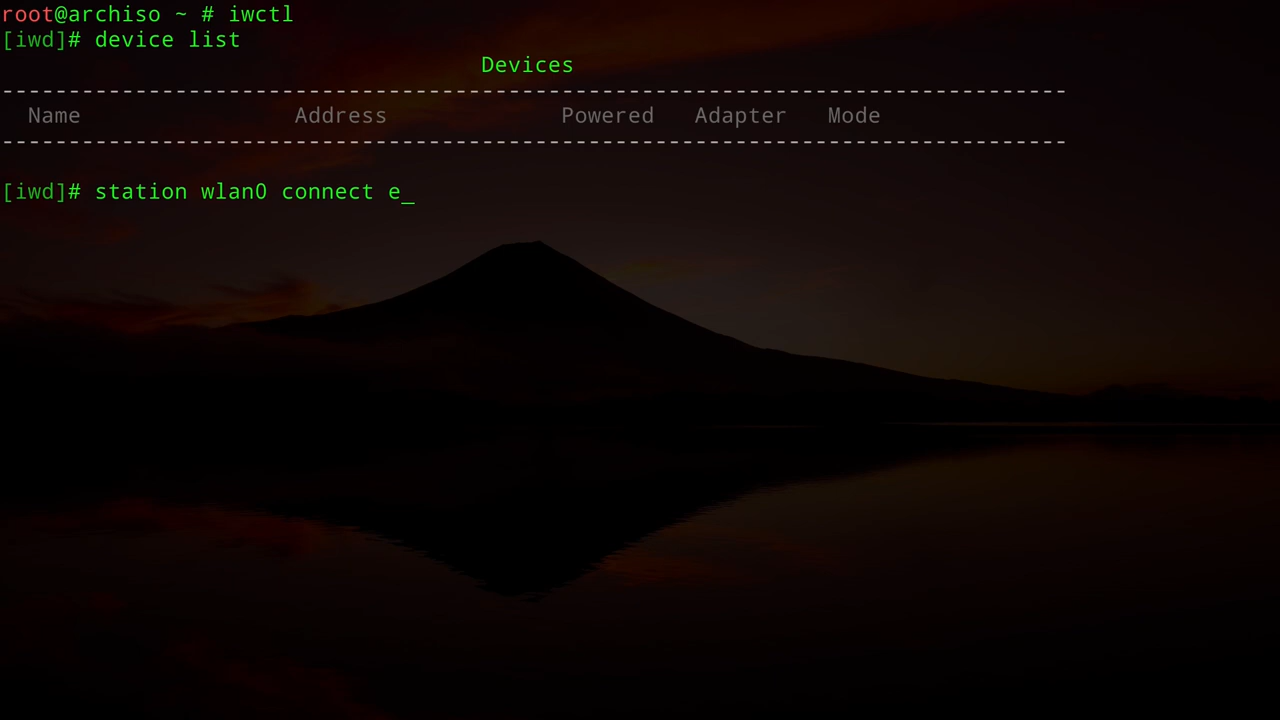 root@archiso ~ # iwctl
[iwd]# device list
Devices
--------------------------------------------------------------------------------
Name Address Powered Adapter Mode
--------------------------------------------------------------------------------
[iwd]# station wlan0 connect e_